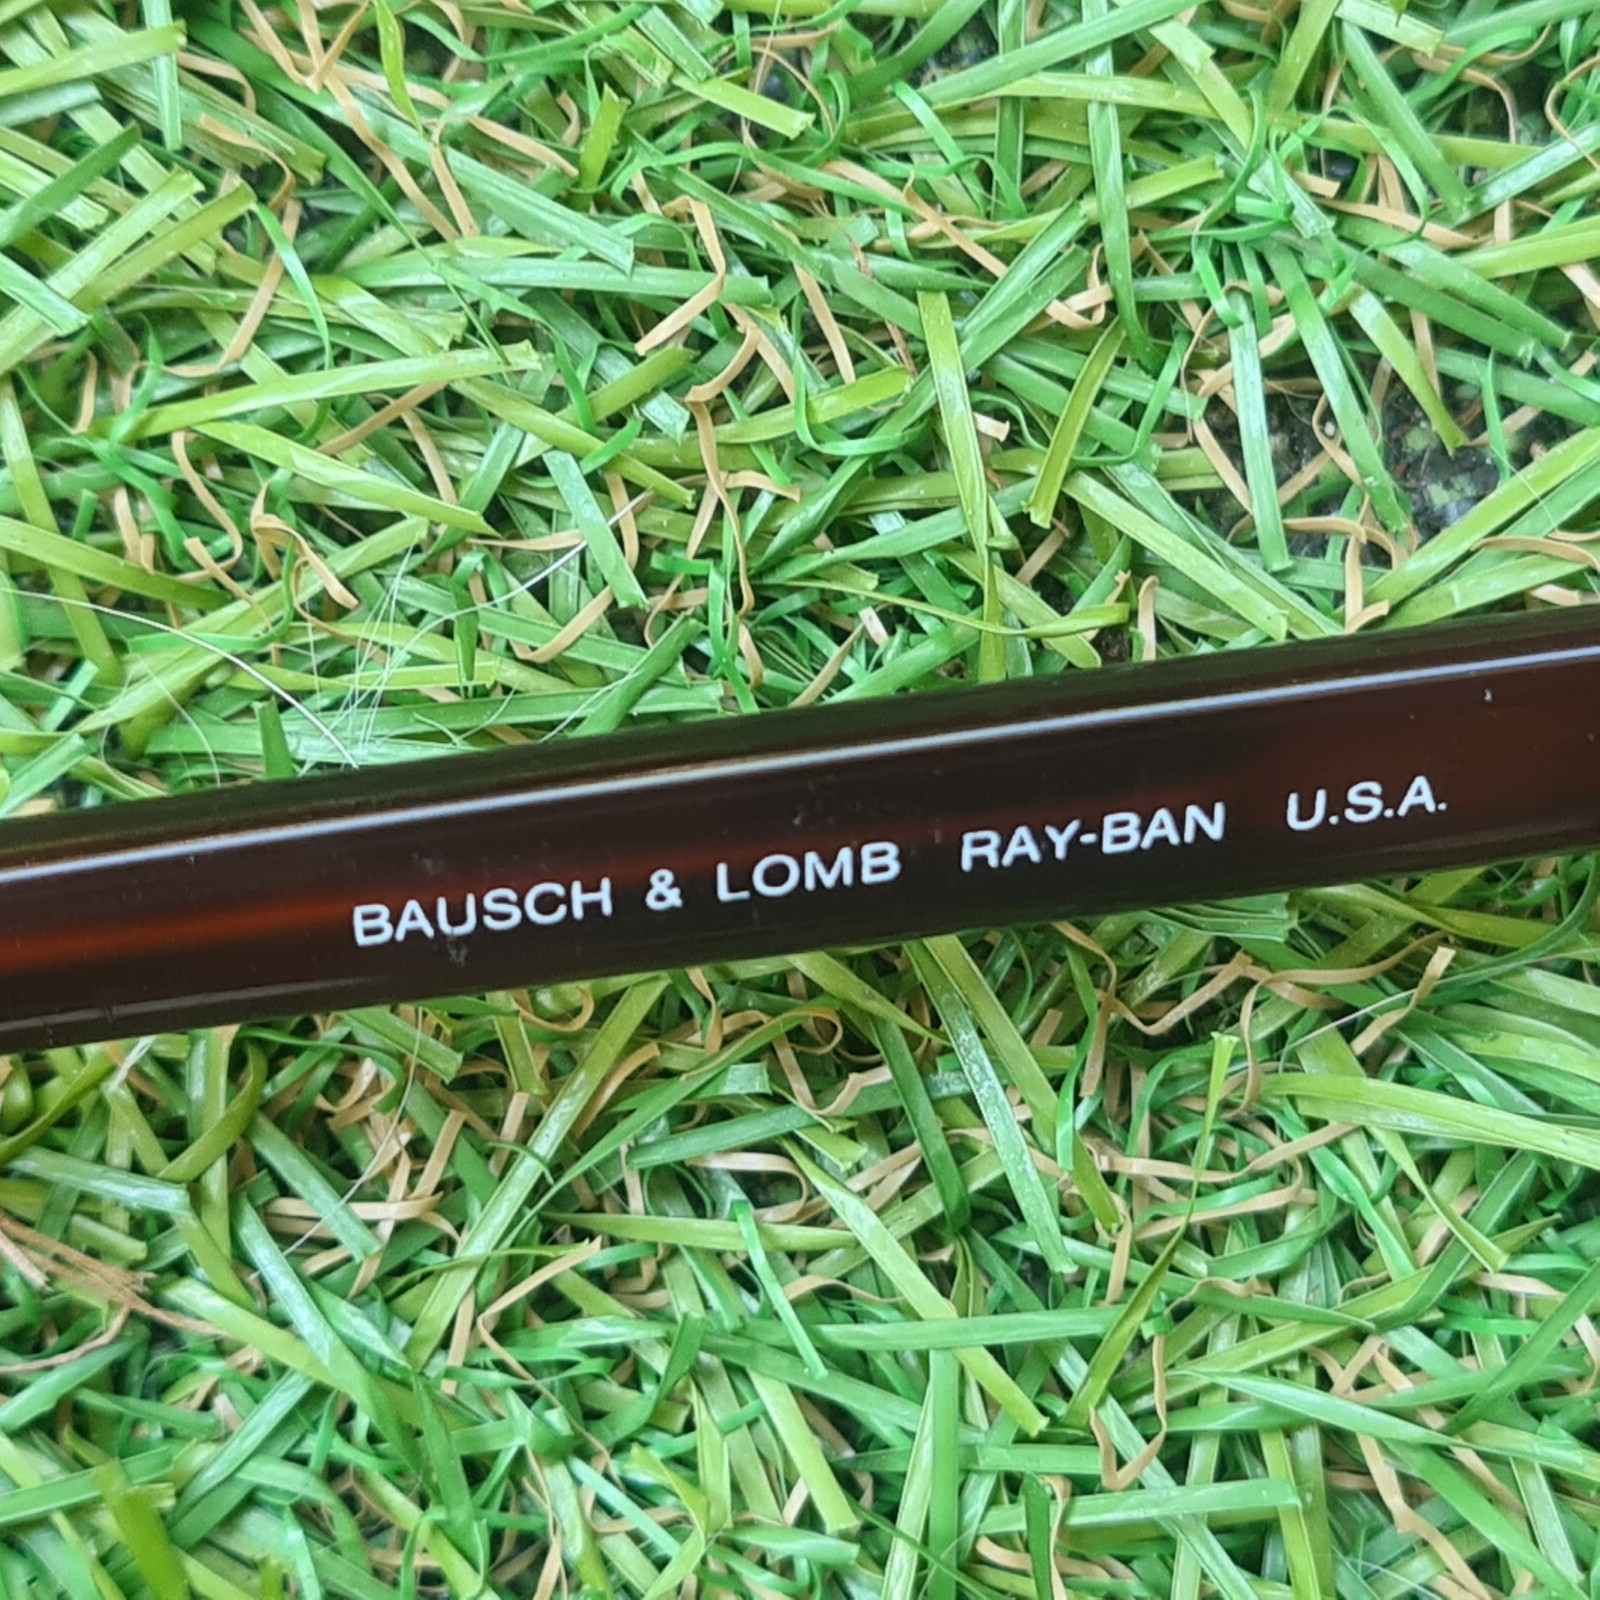 BAUSCH & LOMB RAY-BAN U.S.A.